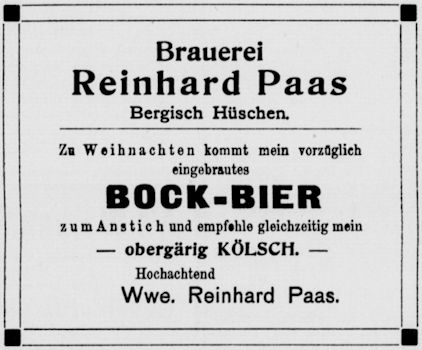 Brauerei
Reinhard Paas
Bergisch Hüschen.
Zu Weihnachten kommt mein vorzüglich
eingebrautes
BOCK-BIER
zum Anstich und empfehle gleichzeitig mein
— obergärig KÖLSCH. —
Hochachtend
Wwe. Reinhard Paas.